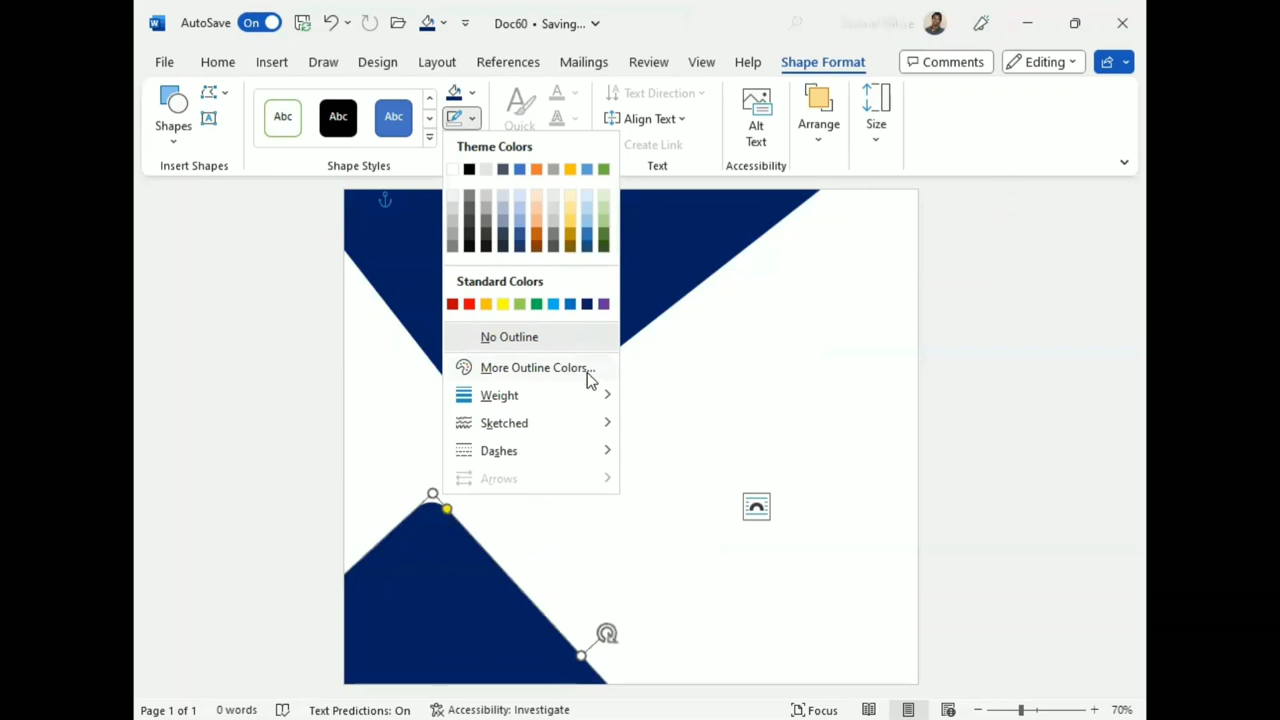 AutoSave On Doc60 • Saving...
File Home Insert Draw Design Layout References Mailings Review View Help Shape Format Comments Editing
Shapes
Insert Shapes
Abc Abc Abc
Shape Styles
Quick
Text Direction
Align Text
Create Link
Text
Alt
Text
Accessibility
Arrange
Size
Theme Colors
Standard Colors
No Outline
More Outline Colors...
Weight
Sketched
Dashes
Arrows
Page 1 of 1 0 words Text Predictions: On Accessibility: Investigate Focus 70%